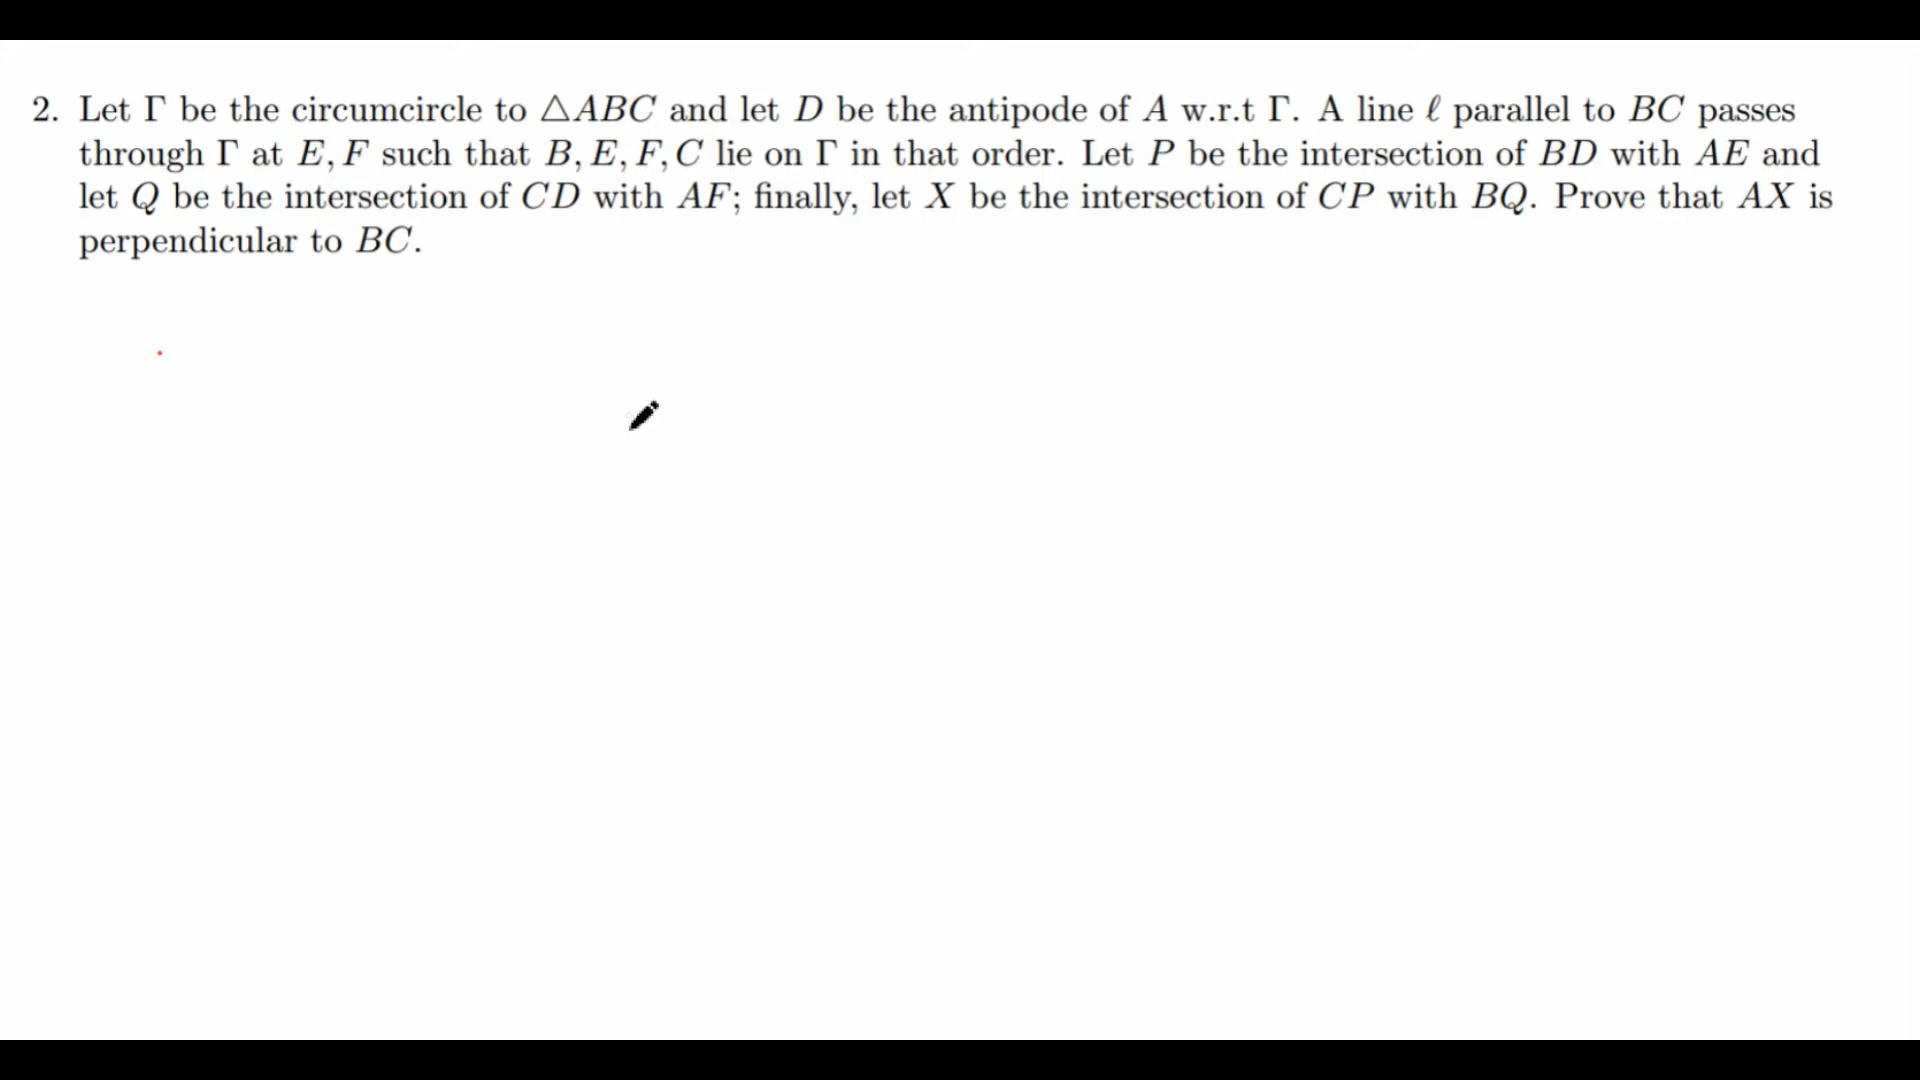 2. Let Γ be the circumcircle to △ABC and let D be the antipode of A w.r.t Γ. A line ℓ parallel to BC passes
through Γ at E, F such that B, E, F, C lie on Γ in that order. Let P be the intersection of BD with AE and
let Q be the intersection of CD with AF; finally, let X be the intersection of CP with BQ. Prove that AX is
perpendicular to BC.